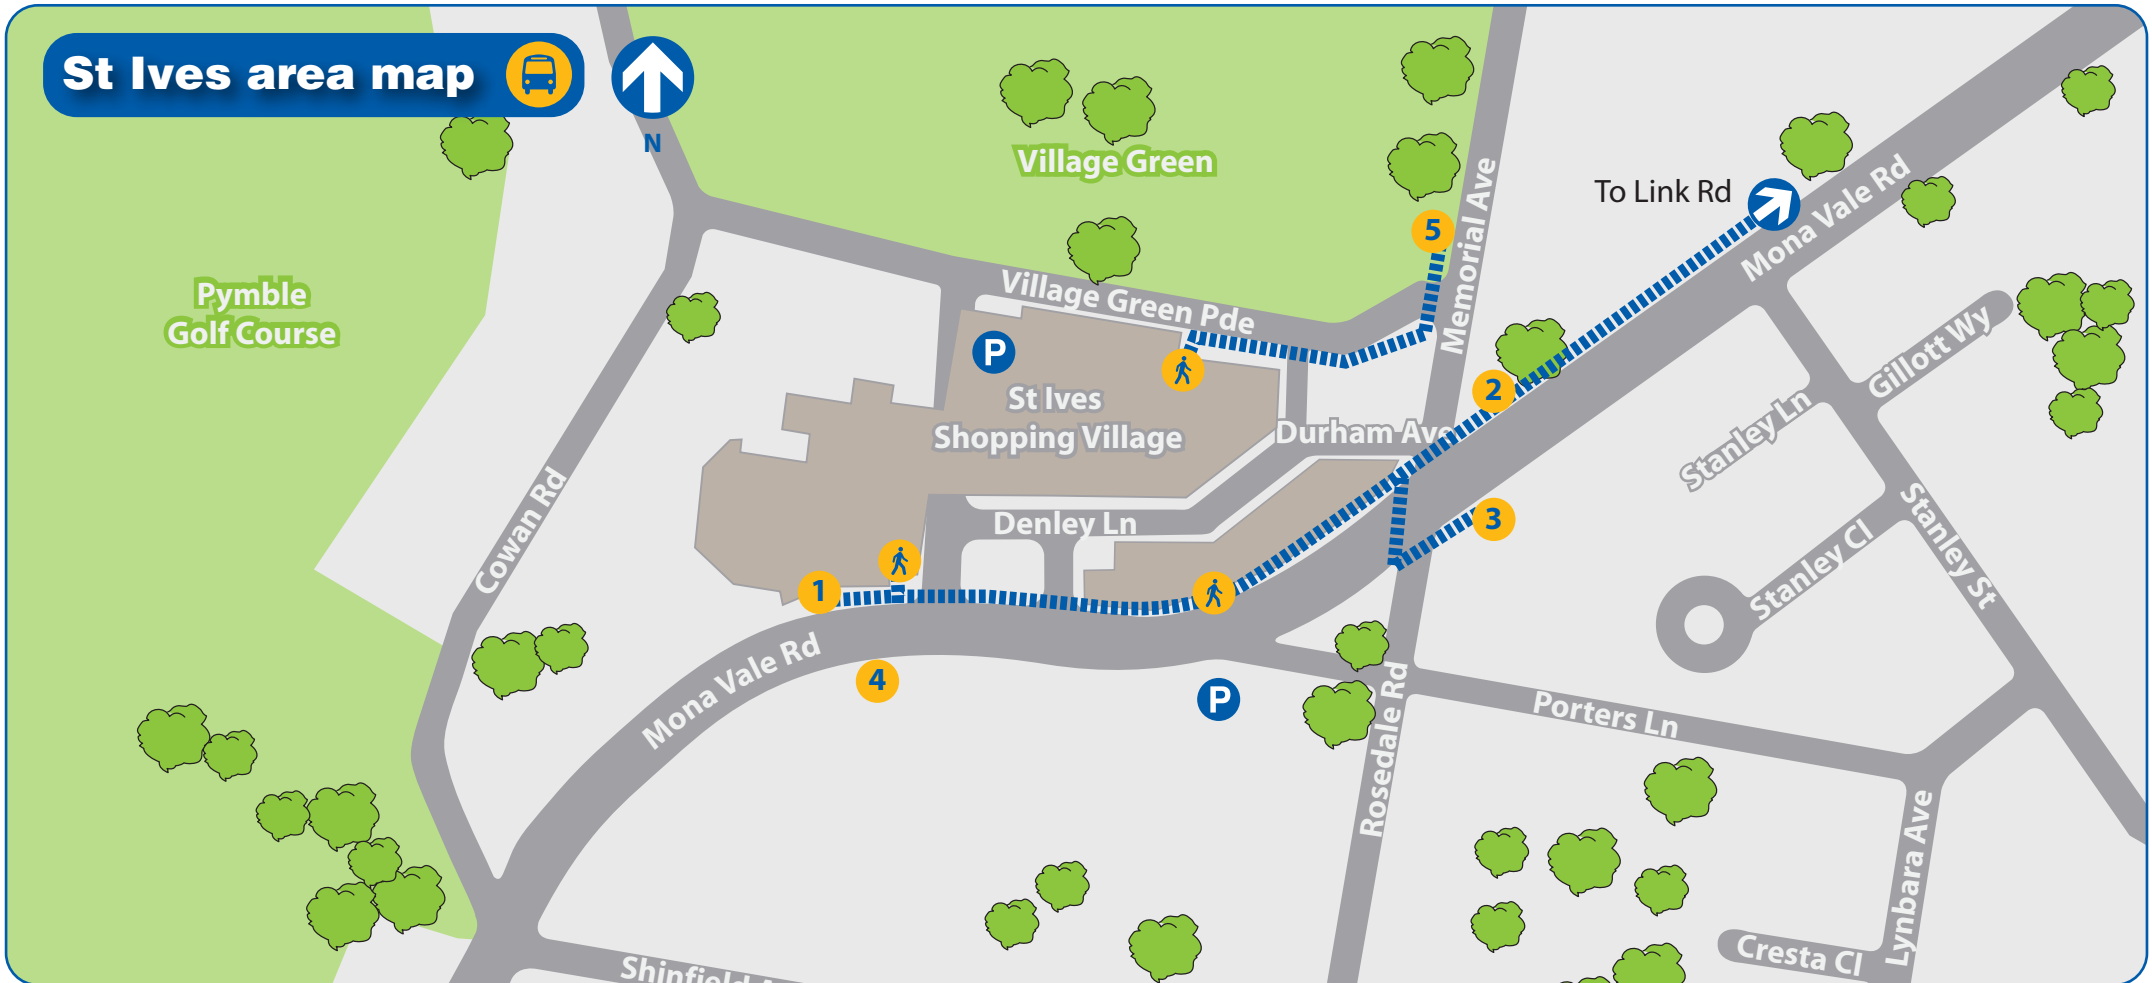 St Ives area map
N
Village Green
Memorial Ave
To Link Rd
Mona Vale Rd
5
Pymble
Golf Course
Village Green Pde
Gillott Wy
P
2
St Ives
Shopping Village
Durham Ave
Stanley Ln
Cowan Rd
Denley Ln
3
Stanley Cl
Stanley St
1
Mona Vale Rd
4
P
Rosedale Rd
Porters Ln
Lynbara Ave
Cresta Cl
Shinfield